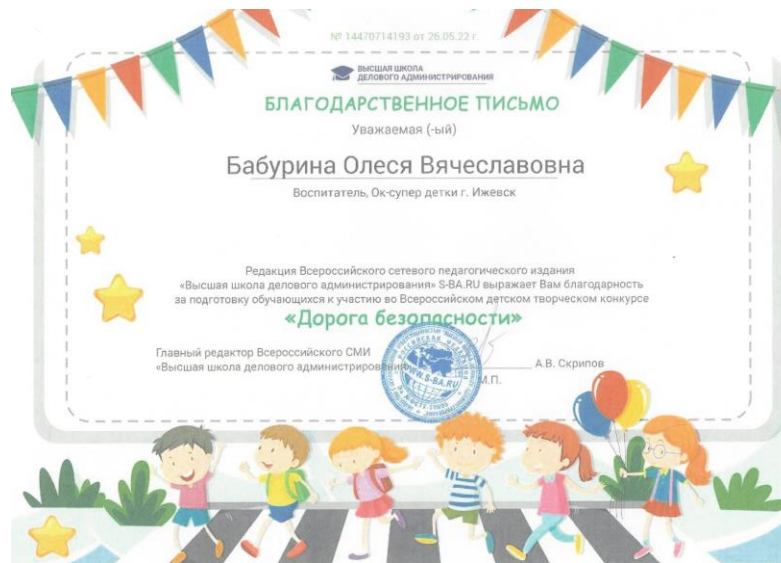 № 14470714193 от 26.05.22 г.
ВЫСШАЯ ШКОЛА
ДЕЛОВОГО АДМИНИСТРИРОВАНИЯ
БЛАГОДАРСТВЕННОЕ ПИСЬМО
Уважаемая (-ый)
Бабурина Олеся Вячеславовна
Воспитатель, Ок-супер детки г. Ижевск
Редакция Всероссийского сетевого педагогического издания
«Высшая школа делового администрирования» S-BA.RU выражает Вам благодарность
за подготовку обучающихся к участию во Всероссийском детском творческом конкурсе
«Дорога безопасности»
Главный редактор Всероссийского СМИ
«Высшая школа делового администрирования»
А.В. Скрипов
WWW.S-BA.RU
М.П.